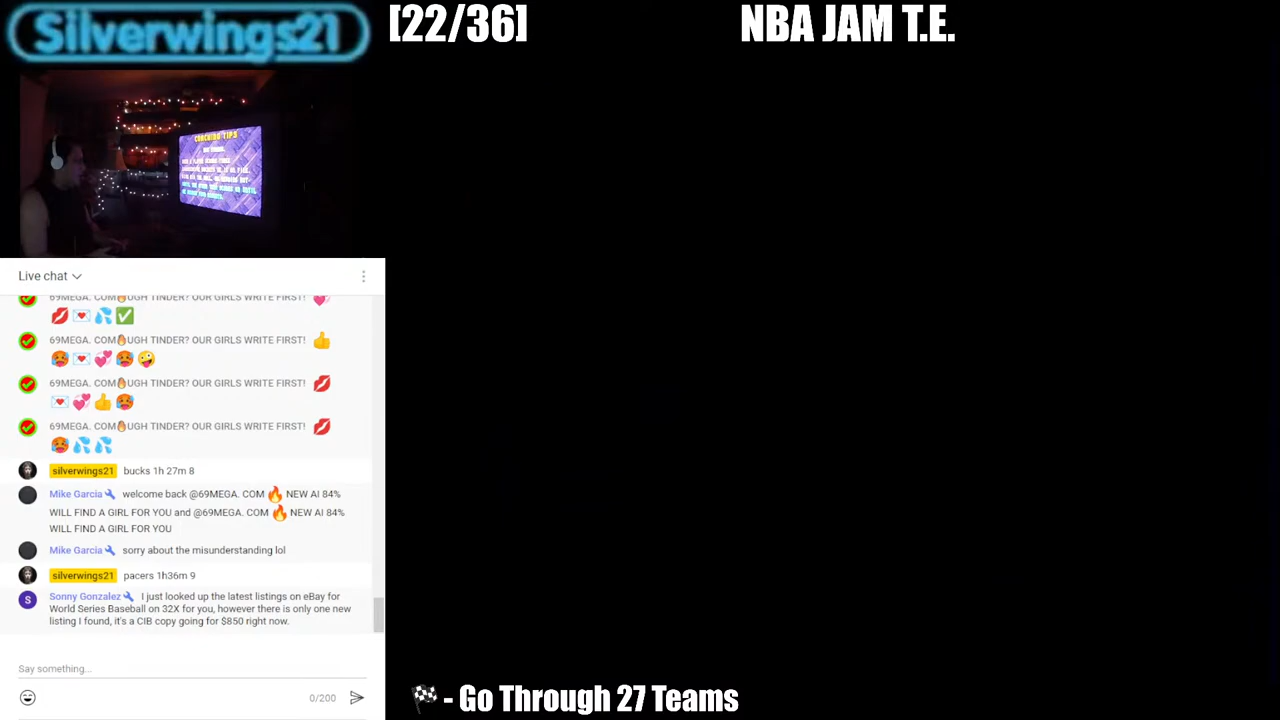 Silverwings21
[22/36]
NBA JAM T.E.
COACHING TIPS
Live chat
69MEGA. COM🔥UGH TINDER? OUR GIRLS WRITE FIRST! 💞
💋💌💦✅
69MEGA. COM🔥UGH TINDER? OUR GIRLS WRITE FIRST! 👍
🥵💌💞🥵🤪
69MEGA. COM🔥UGH TINDER? OUR GIRLS WRITE FIRST! 💋
💌💞👍🥵
69MEGA. COM🔥UGH TINDER? OUR GIRLS WRITE FIRST! 💋
🥵💦💦
silverwings21 bucks 1h 27m 8
Mike Garcia welcome back @69MEGA. COM🔥NEW AI 84%
WILL FIND A GIRL FOR YOU and @69MEGA. COM🔥NEW AI 84%
WILL FIND A GIRL FOR YOU
Mike Garcia sorry about the misunderstanding lol
silverwings21 pacers 1h36m 9
S
Sonny Gonzalez I just looked up the latest listings on eBay for
World Series Baseball on 32X for you, however there is only one new
listing I found, it's a CIB copy going for $850 right now.
Say something...
0/200
🏁 - Go Through 27 Teams